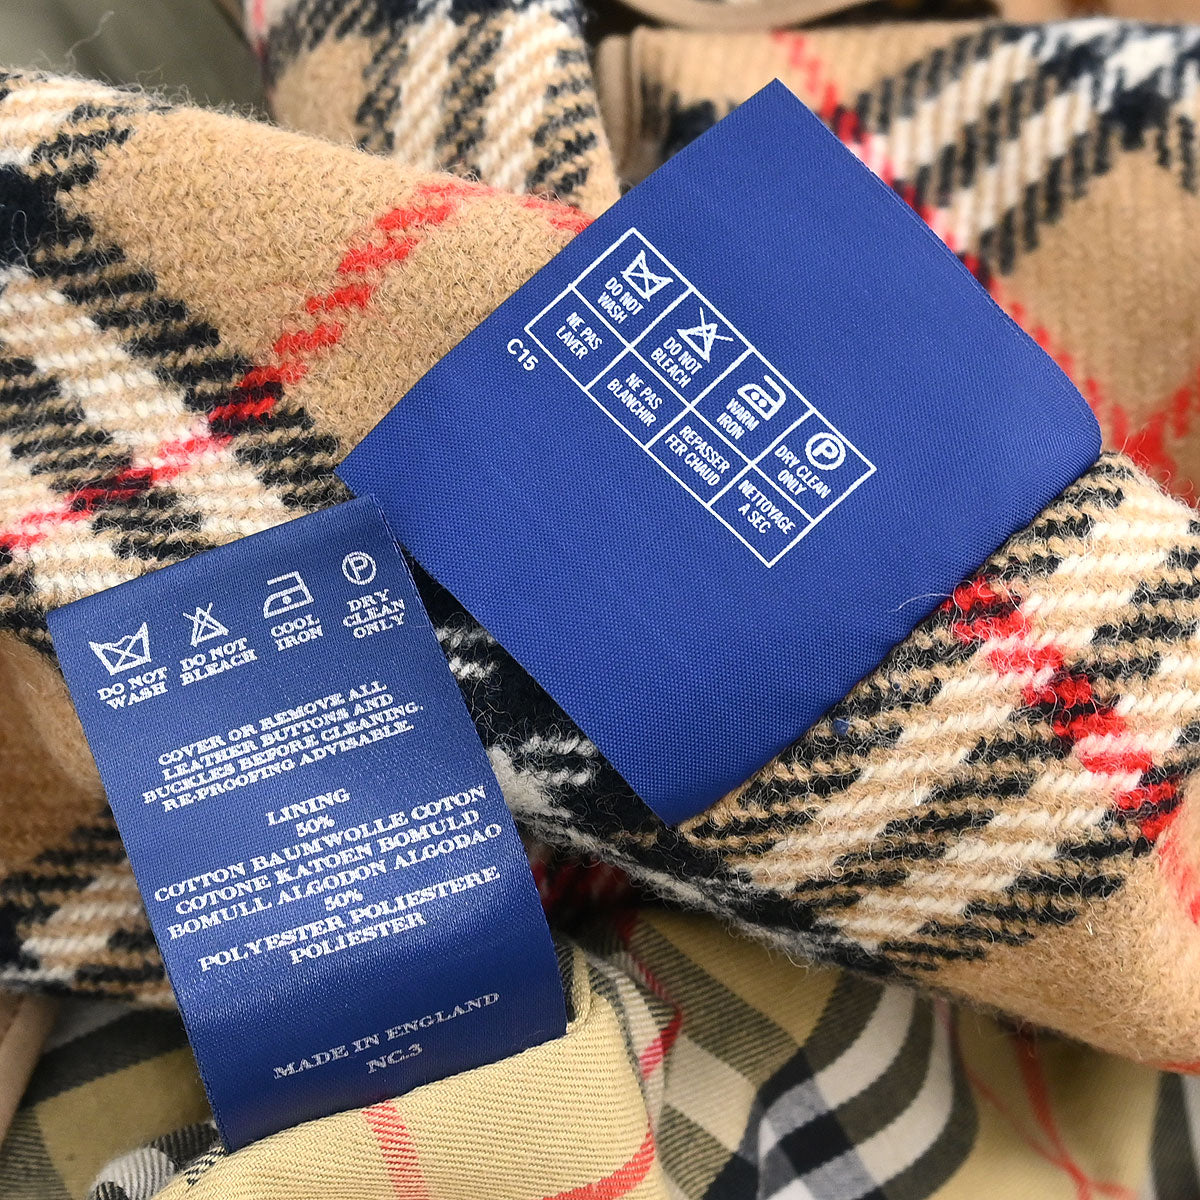 DO NOT
WASH
DO NOT
BLEACH
WARM
IRON
P
DRY CLEAN
ONLY
NE PAS
LAVER
NE PAS
BLANCHIR
REPASSER
FER CHAUD
NETTOYAGE
A SEC
C15
P
DO NOT
WASH
DO NOT
BLEACH
COOL
IRON
DRY
CLEAN
ONLY
COVER OR REMOVE ALL
LEATHER BUTTONS AND
BUCKLES BEFORE CLEANING.
RE-PROOFING ADVISABLE
LINING
50%
COTTON BAUMWOLLE COTON
COTONE KATOEN BOMULD
BOMULL ALGODON ALGODAO
50%
POLYESTER POLIESTERE
POLIESTER
MADE IN ENGLAND
NC.3